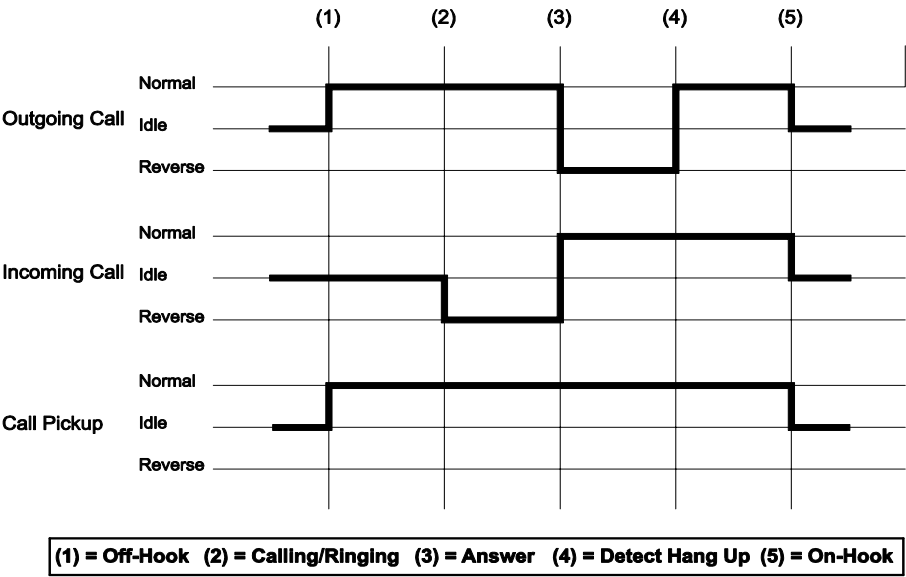 (1) (2) (3) (4) (5)
Normal
Outgoing Call Idle
Reverse
Normal
Incoming Call Idle
Reverse
Normal
Call Pickup Idle
Reverse
(1) = Off-Hook (2) = Calling/Ringing (3) = Answer (4) = Detect Hang Up (5) = On-Hook